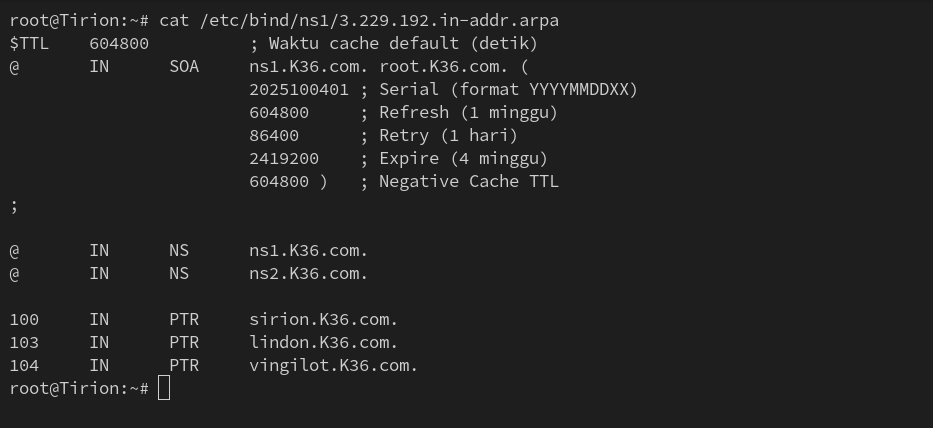 root@Tirion:~# cat /etc/bind/ns1/3.229.192.in-addr.arpa
$TTL    604800          ; Waktu cache default (detik)
@       IN      SOA     ns1.K36.com. root.K36.com. (
                        2025100401 ; Serial (format YYYYMMDDXX)
                        604800     ; Refresh (1 minggu)
                        86400      ; Retry (1 hari)
                        2419200    ; Expire (4 minggu)
                        604800 )   ; Negative Cache TTL
;
@       IN      NS      ns1.K36.com.
@       IN      NS      ns2.K36.com.
100     IN      PTR     sirion.K36.com.
103     IN      PTR     lindon.K36.com.
104     IN      PTR     vingilot.K36.com.
root@Tirion:~#